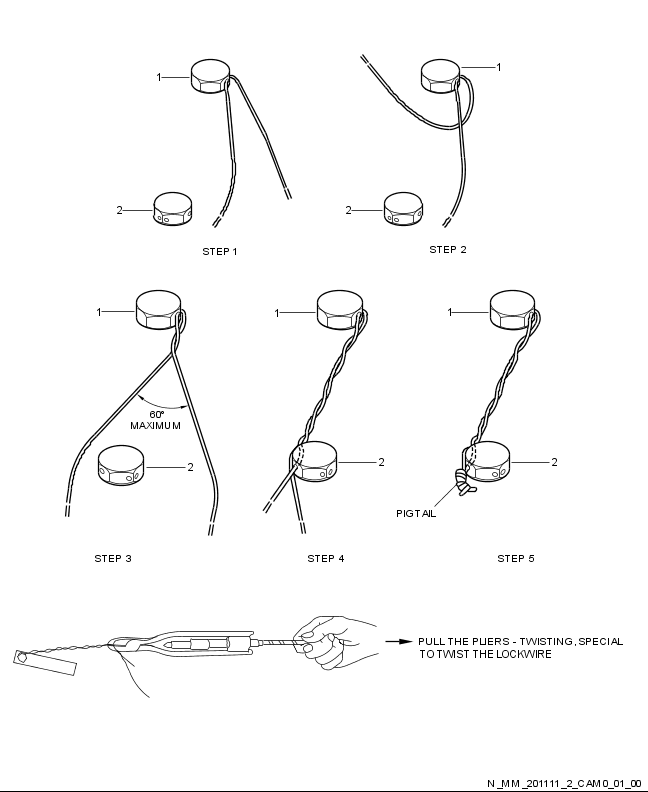 1
2
STEP 1
1
2
STEP 2
1
60°
MAXIMUM
2
STEP 3
1
2
STEP 4
1
2
PIGTAIL
STEP 5
PULL THE PLIERS - TWISTING, SPECIAL
TO TWIST THE LOCKWIRE
N_MM_201111_2_CAM0_01_00